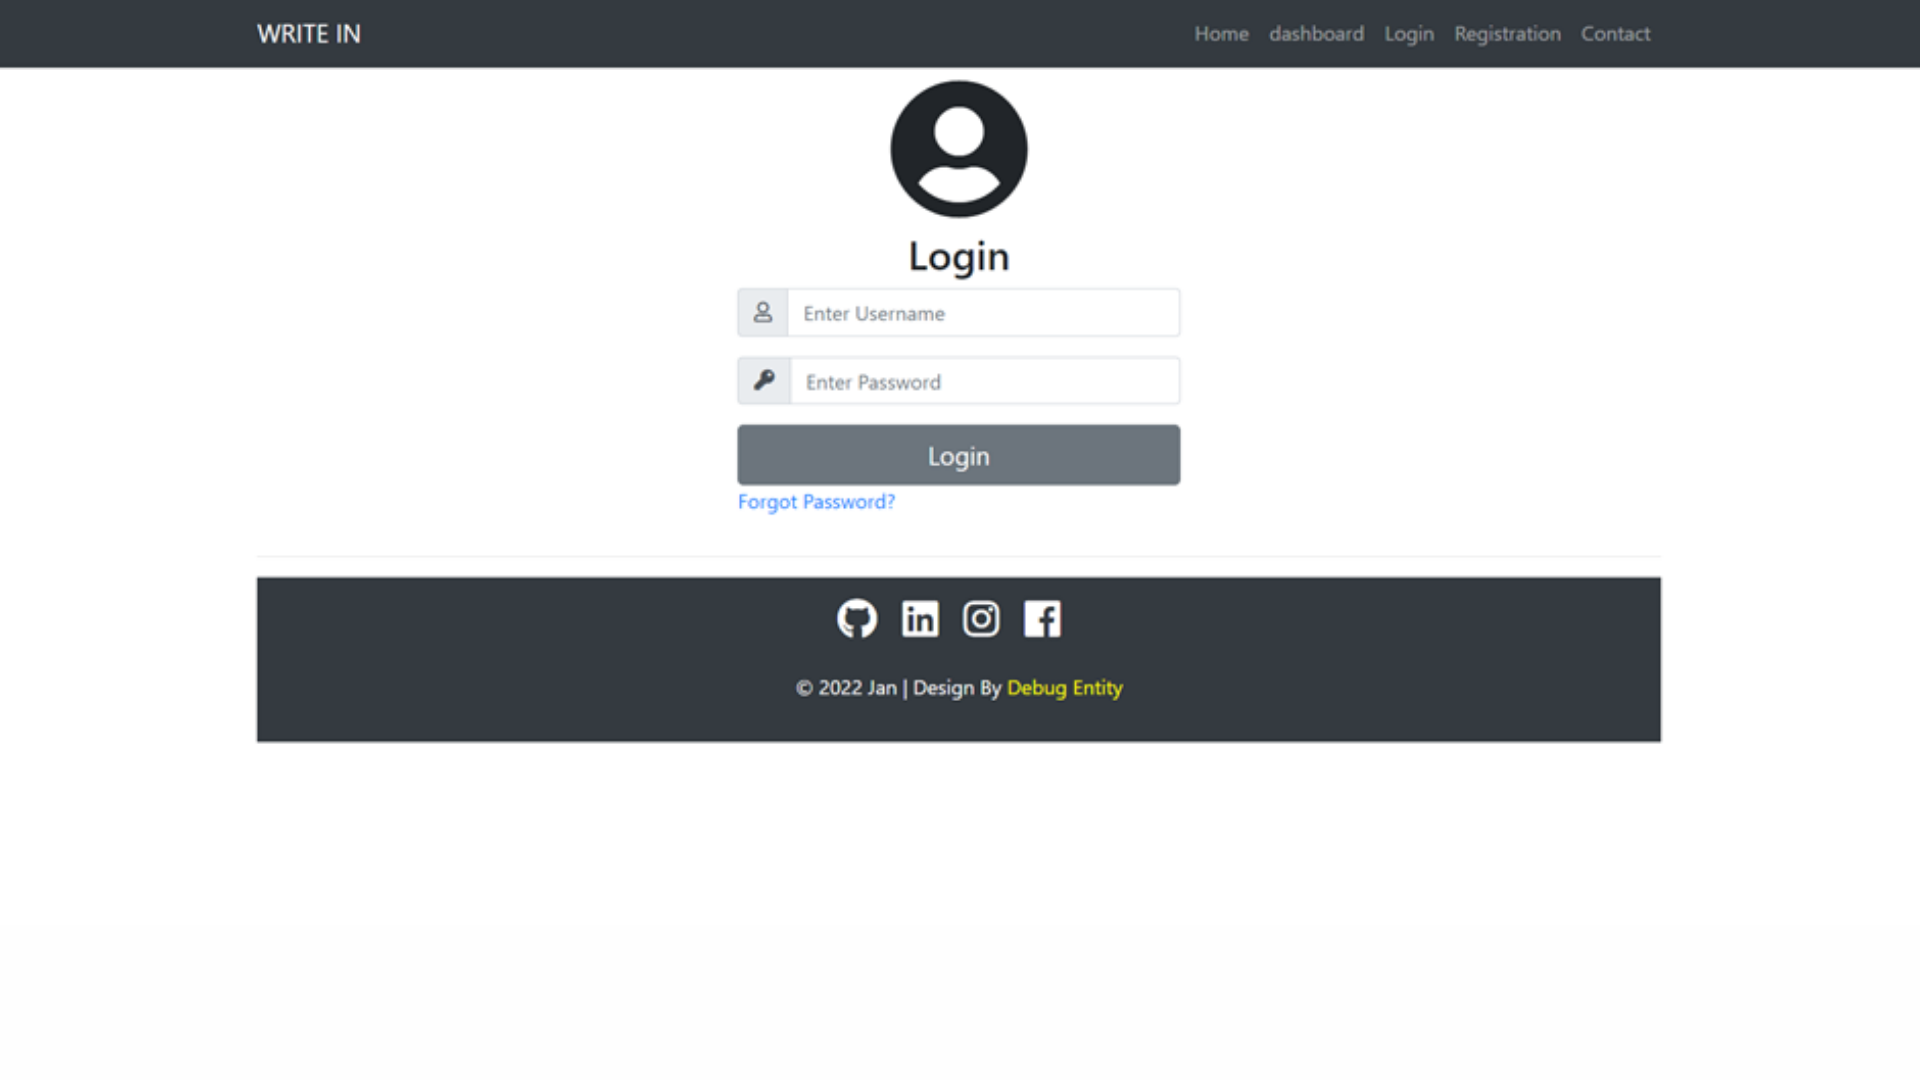 WRITE IN
Home dashboard Login Registration Contact
Login
Enter Username
Enter Password
Login
Forgot Password?
© 2022 Jan | Design By Debug Entity